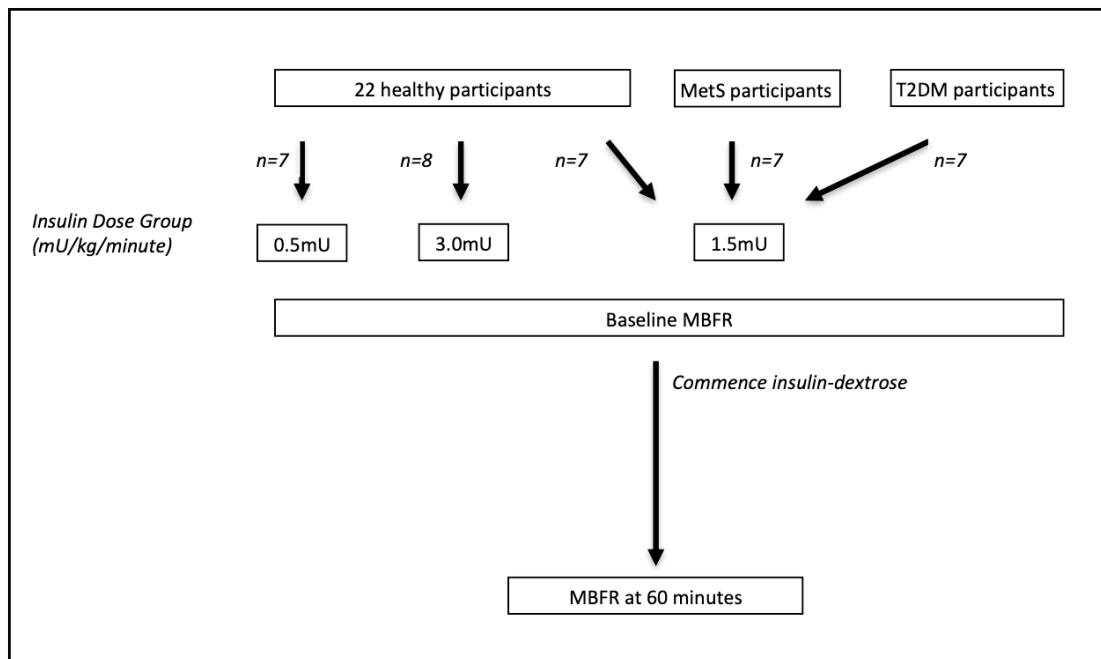 22 healthy participants
MetS participants
T2DM participants
n=7
n=8
n=7
n=7
n=7
Insulin Dose Group
(mU/kg/minute)
0.5mU
3.0mU
1.5mU
Baseline MBFR
Commence insulin-dextrose
MBFR at 60 minutes